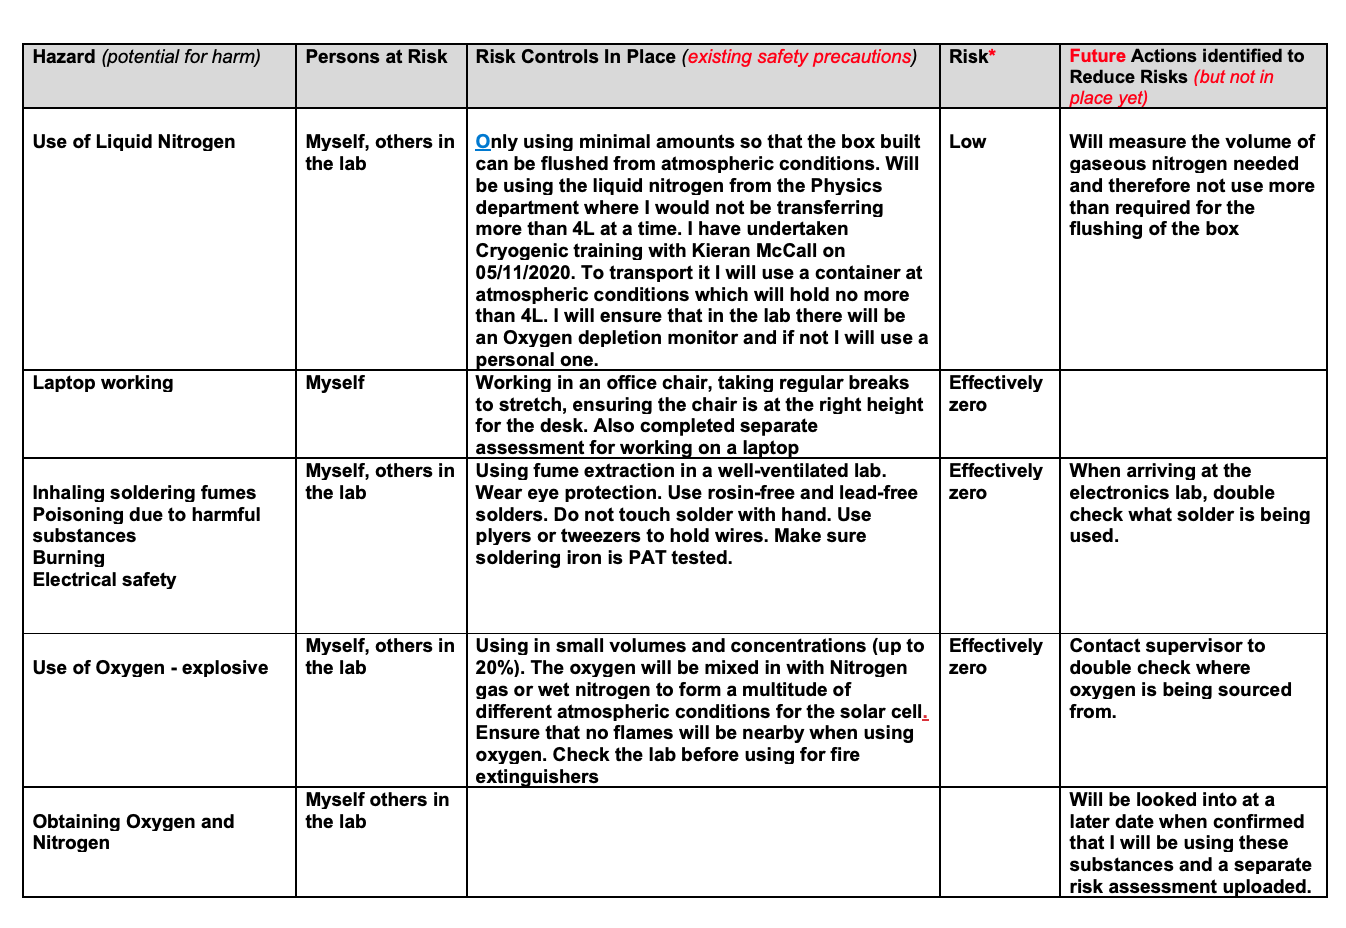 Hazard (potential for harm)
Persons at Risk
Risk Controls In Place (existing safety precautions)
Risk*
Future Actions identified to
Reduce Risks (but not in
place yet)
Use of Liquid Nitrogen
Myself, others in
the lab
Only using minimal amounts so that the box built
can be flushed from atmospheric conditions. Will
be using the liquid nitrogen from the Physics
department where I would not be transferring
more than 4L at a time. I have undertaken
Cryogenic training with Kieran McCall on
05/11/2020. To transport it I will use a container at
atmospheric conditions which will hold no more
than 4L. I will ensure that in the lab there will be
an Oxygen depletion monitor and if not I will use a
personal one.
Low
Will measure the volume of
gaseous nitrogen needed
and therefore not use more
than required for the
flushing of the box
Laptop working
Myself
Working in an office chair, taking regular breaks
to stretch, ensuring the chair is at the right height
for the desk. Also completed separate
assessment for working on a laptop
Effectively
zero
Inhaling soldering fumes
Poisoning due to harmful
substances
Burning
Electrical safety
Myself, others in
the lab
Using fume extraction in a well-ventilated lab.
Wear eye protection. Use rosin-free and lead-free
solders. Do not touch solder with hand. Use
plyers or tweezers to hold wires. Make sure
soldering iron is PAT tested.
Effectively
zero
When arriving at the
electronics lab, double
check what solder is being
used.
Use of Oxygen - explosive
Myself, others in
the lab
Using in small volumes and concentrations (up to
20%). The oxygen will be mixed in with Nitrogen
gas or wet nitrogen to form a multitude of
different atmospheric conditions for the solar cell.
Ensure that no flames will be nearby when using
oxygen. Check the lab before using for fire
extinguishers
Effectively
zero
Contact supervisor to
double check where
oxygen is being sourced
from.
Obtaining Oxygen and
Nitrogen
Myself others in
the lab
Will be looked into at a
later date when confirmed
that I will be using these
substances and a separate
risk assessment uploaded.